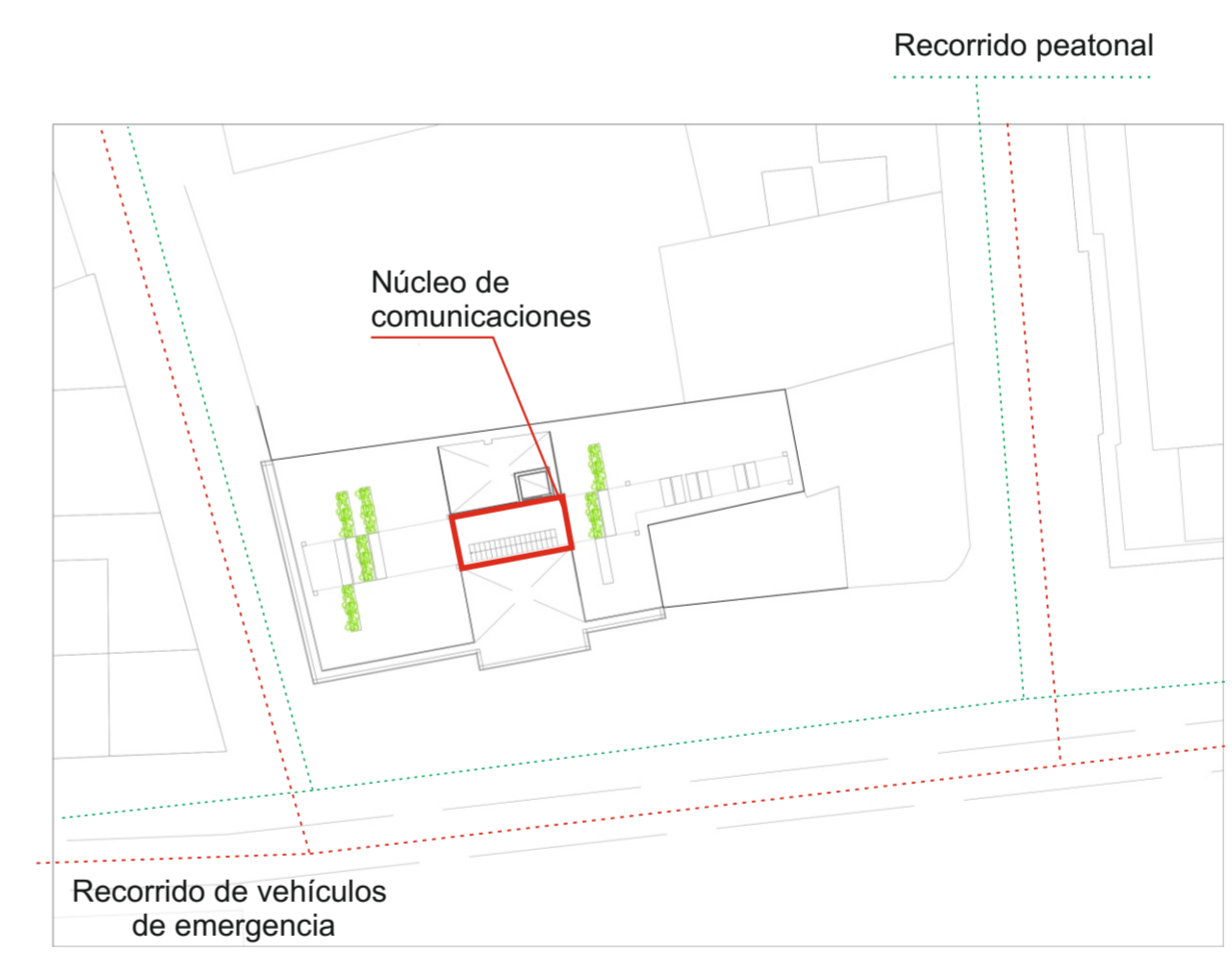 Recorrido peatonal
Núcleo de
comunicaciones
Recorrido de vehículos
de emergencia